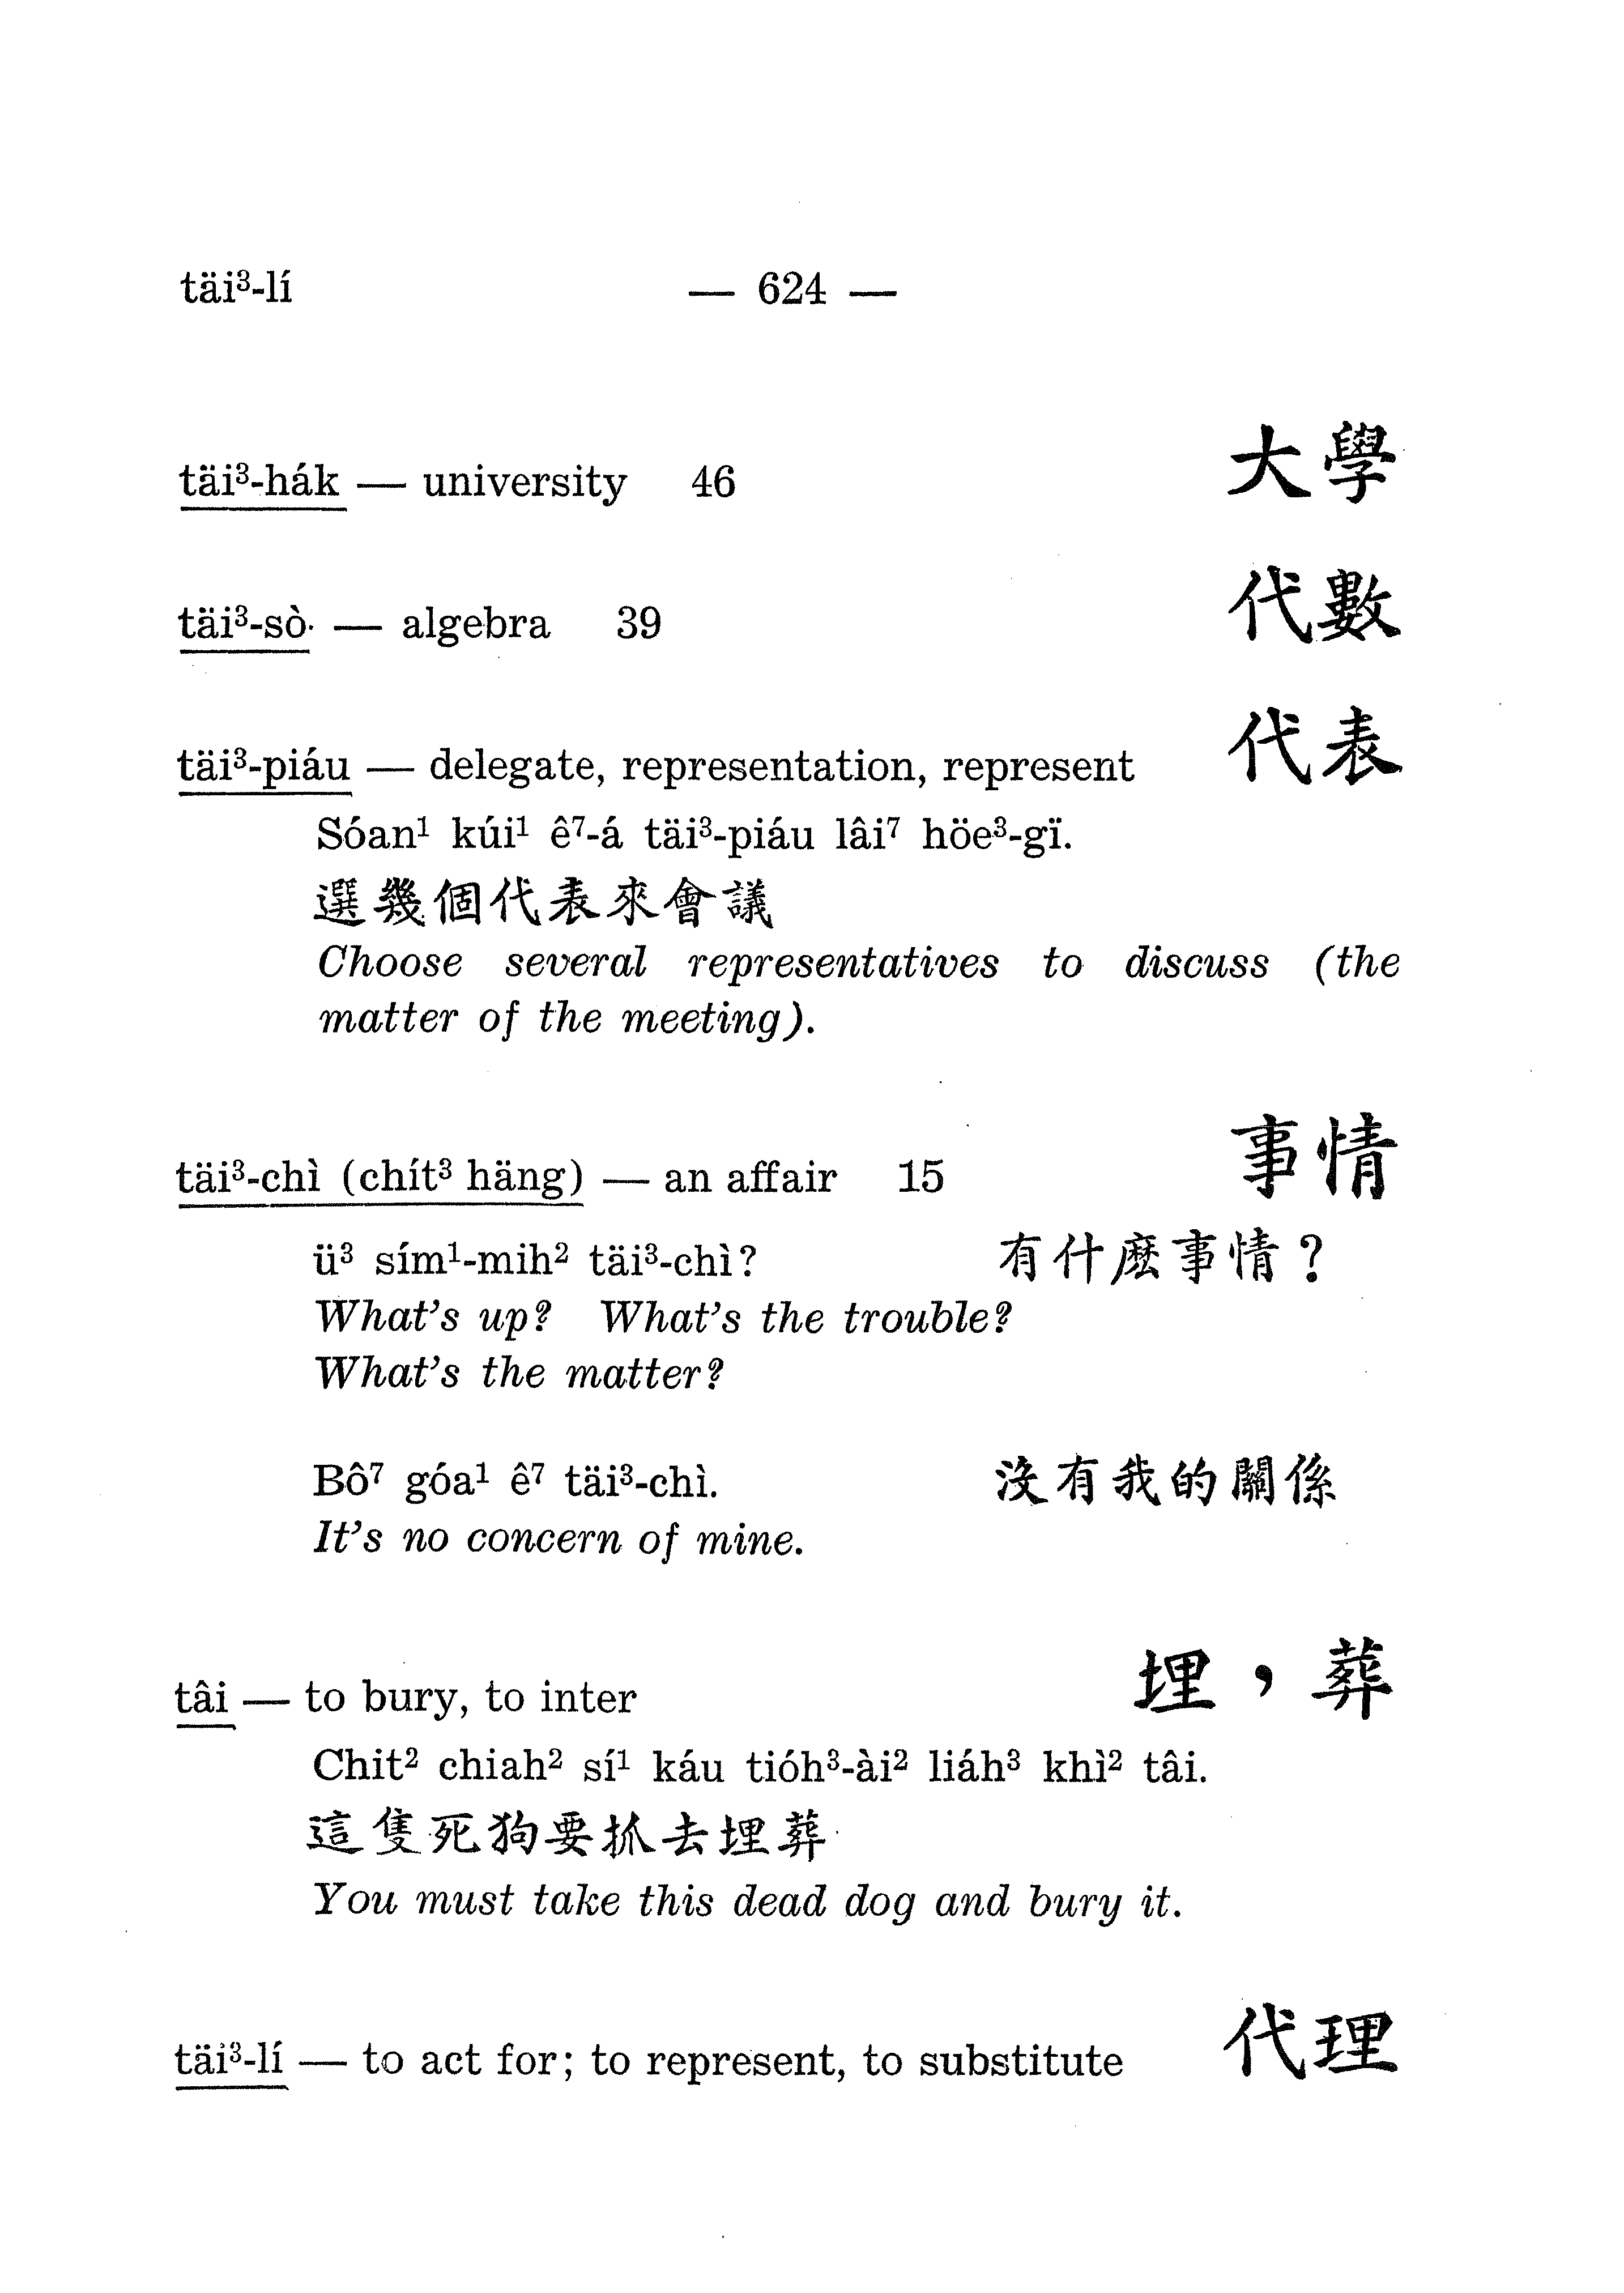 täi³-lí — 624 —
täi³-hák — university 46 大學
täi³-sò· — algebra 39 代數
täi³-piáu — delegate, representation, represent 代表
Sóan¹ kúi¹ ê⁷-á täi³-piáu lâi⁷ höe³-gï.
選幾個代表來會議
Choose several representatives to discuss (the
matter of the meeting).
täi³-chì (chít³ häng) — an affair 15 事情
ü³ sím¹-mih² täi³-chì? 有什麽事情？
What's up? What's the trouble?
What's the matter?
Bô⁷ góa¹ ê⁷ täi³-chì. 沒有我的關係
It's no concern of mine.
tâi — to bury, to inter 埋，葬
Chit² chiah² sí¹ káu tióh³-ài² liáh³ khì² tâi.
這隻死狗要抓去埋葬
You must take this dead dog and bury it.
täi³-lí — to act for; to represent, to substitute 代理